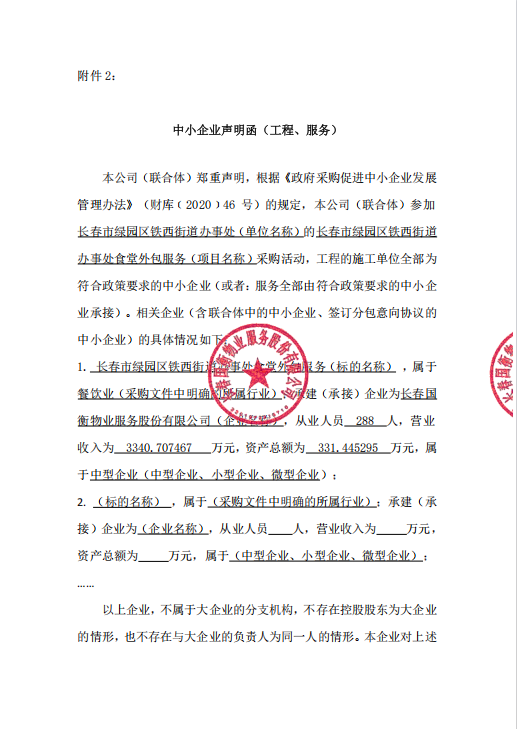 附件 2：
中小企业声明函（工程、服务）
本公司（联合体）郑重声明，根据《政府采购促进中小企业发展
管理办法》（财库﹝2020﹞46 号）的规定，本公司（联合体）参加
长春市绿园区铁西街道办事处（单位名称）的长春市绿园区铁西街道
办事处食堂外包服务（项目名称）采购活动，工程的施工单位全部为
符合政策要求的中小企业（或者：服务全部由符合政策要求的中小企
业承接）。相关企业（含联合体中的中小企业、签订分包意向协议的
中小企业）的具体情况如下：
1. 长春市绿园区铁西街道办事处食堂外包服务（标的名称），属于
餐饮业（采购文件中明确的所属行业）；承建（承接）企业为长春国
衡物业服务股份有限公司（企业名称），从业人员 288 人，营业
收入为 3340.707467 万元，资产总额为 331.445295 万元，属
于中型企业（中型企业、小型企业、微型企业）；
2. （标的名称），属于（采购文件中明确的所属行业）；承建（承
接）企业为（企业名称），从业人员____人，营业收入为_____万元，
资产总额为_____万元，属于（中型企业、小型企业、微型企业）；
……
以上企业，不属于大企业的分支机构，不存在控股股东为大企业
的情形，也不存在与大企业的负责人为同一人的情形。本企业对上述
长春国衡物业服务股份有限公司
长春国衡物